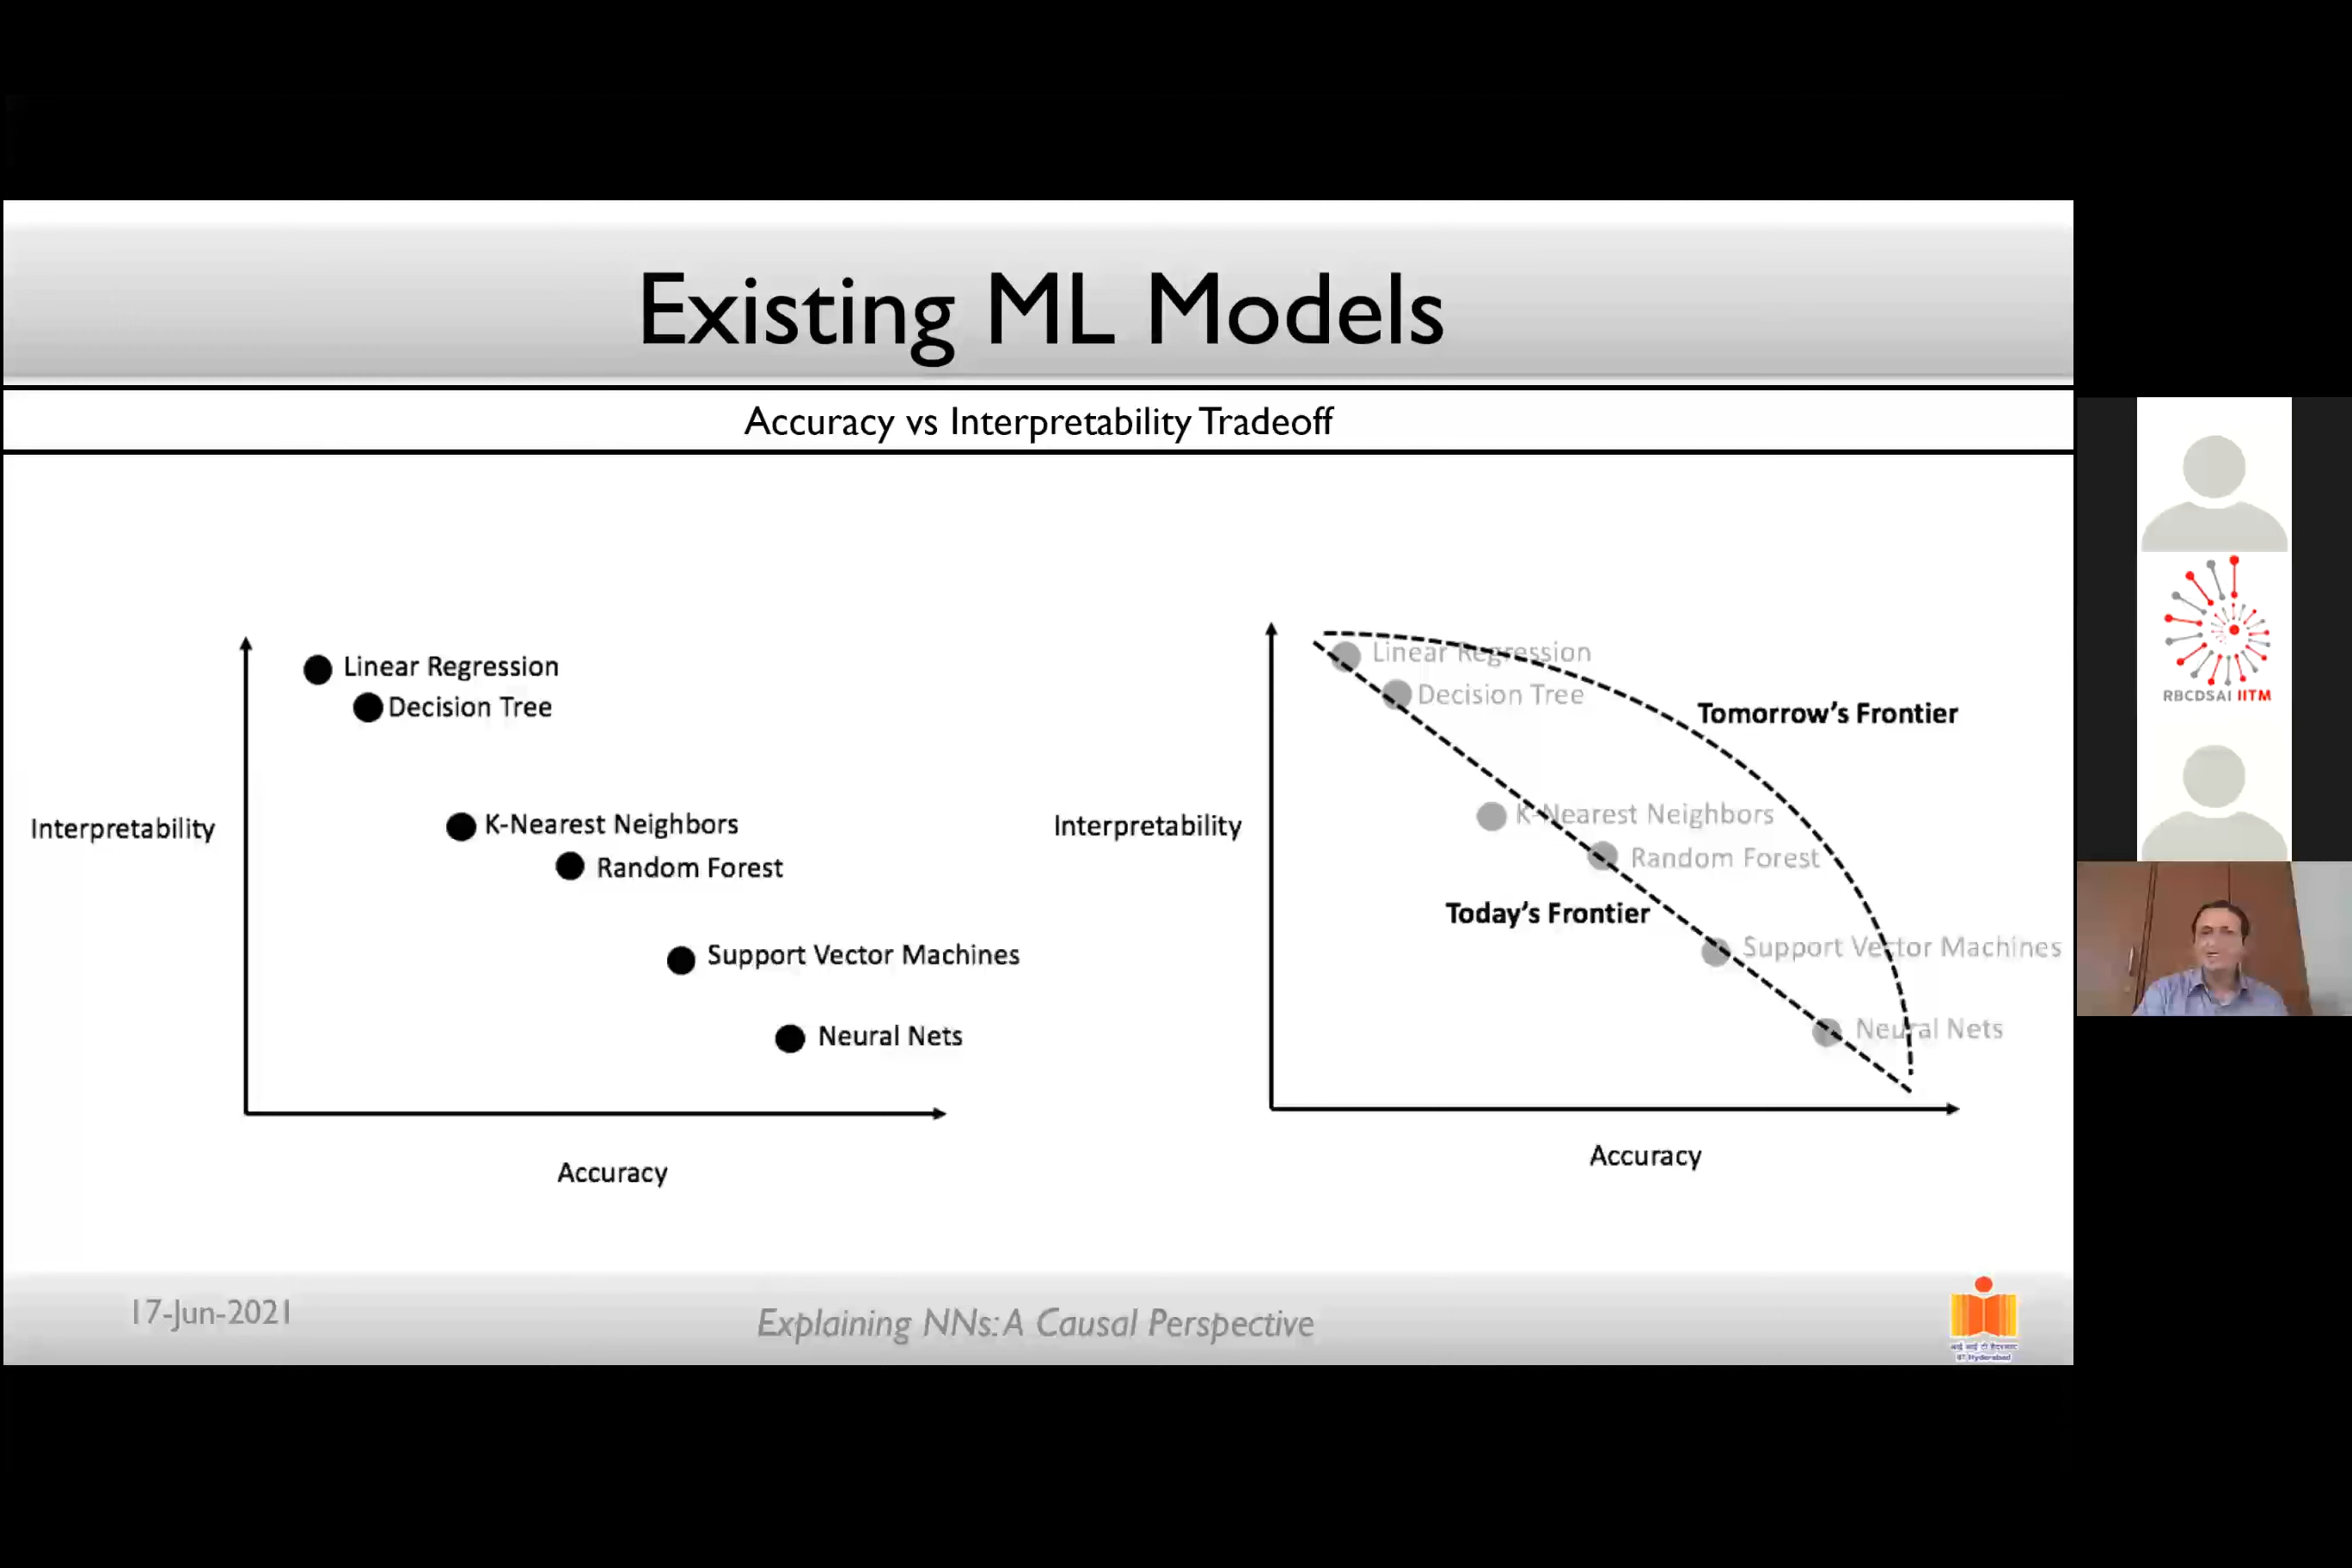 Existing ML Models
Accuracy vs Interpretability Tradeoff
Linear Regression
Decision Tree
K-Nearest Neighbors
Random Forest
Support Vector Machines
Neural Nets
Interpretability
Accuracy
Linear Regression
Decision Tree
Tomorrow's Frontier
K-Nearest Neighbors
Random Forest
Today's Frontier
Support Vector Machines
Neural Nets
Interpretability
Accuracy
17-Jun-2021
Explaining NNs: A Causal Perspective
IIT Hyderabad
RBCDSAI IITM